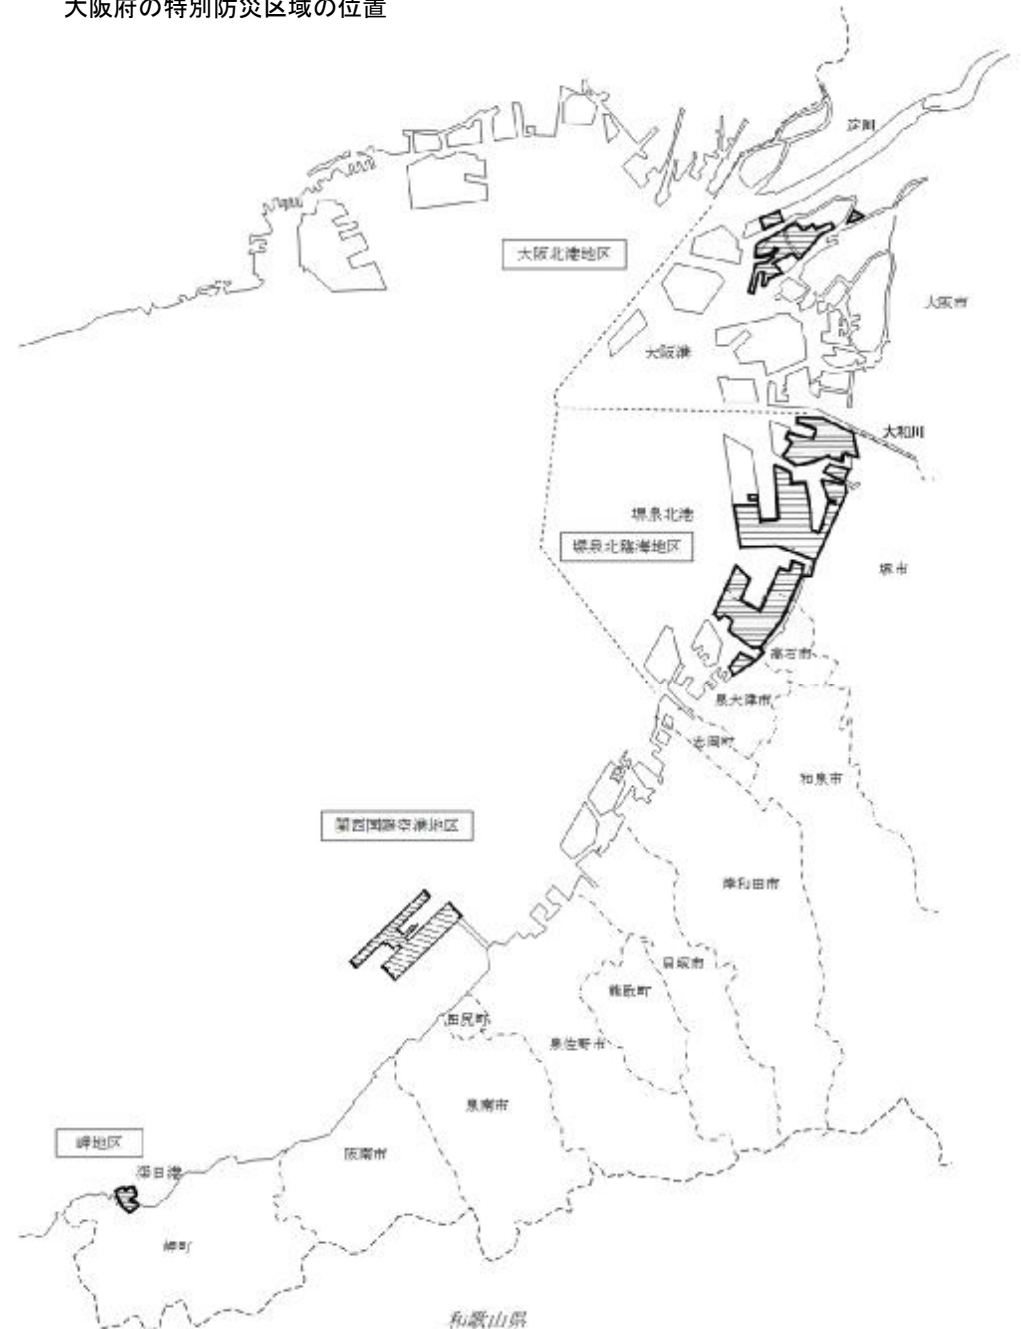 大阪府の特別防災区域の位置
淀川
大阪北港地区
大阪市
大阪港
大和川
堺泉北港
堺泉北臨海地区
堺市
高石市
泉大津市
忠岡町
和泉市
関西国際空港地区
岸和田市
貝塚市
熊取町
田尻町
泉佐野市
泉南市
岬地区
阪南市
深日港
岬町
和歌山県